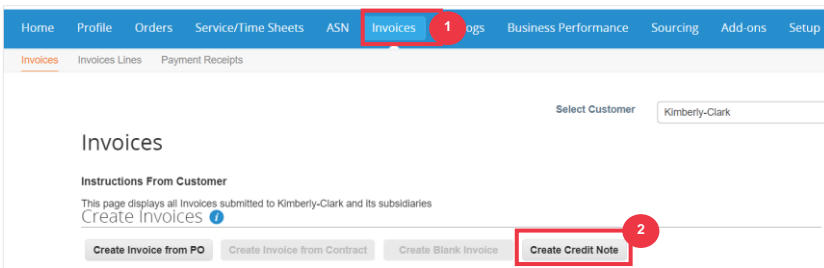 Home Profile Orders Service/Time Sheets ASN Invoices 1 ogs Business Performance Sourcing Add-ons Setup
Invoices Invoices Lines Payment Receipts
Select Customer Kimberly-Clark
Invoices
Instructions From Customer
This page displays all Invoices submitted to Kimberly-Clark and its subsidiaries
Create Invoices i
2
Create Invoice from PO Create Invoice from Contract Create Blank Invoice Create Credit Note